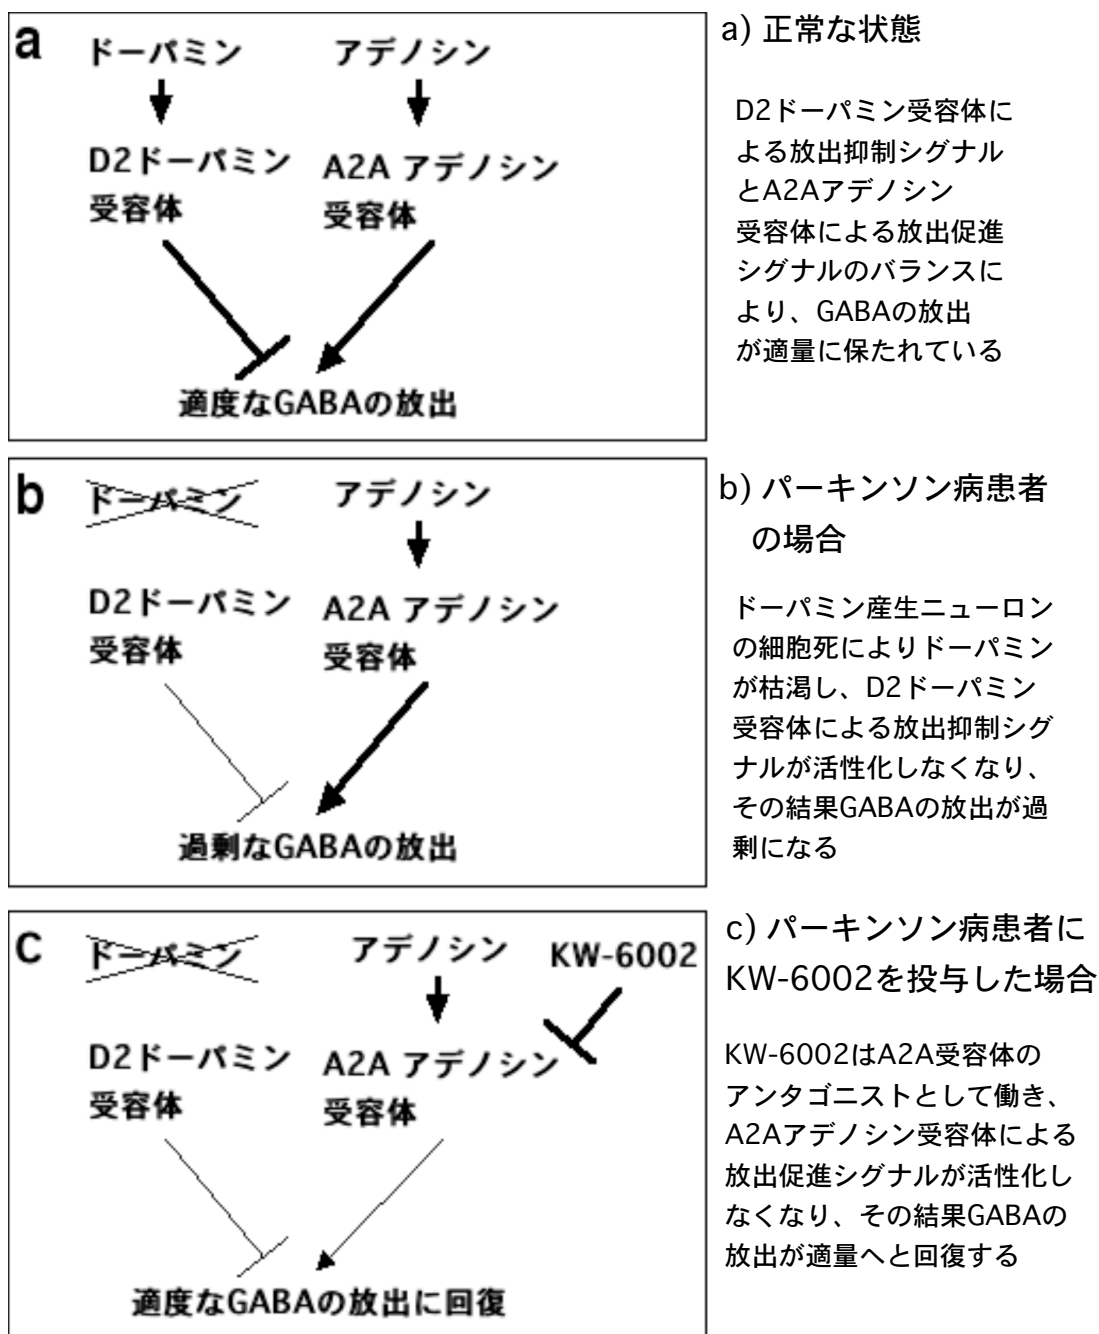 a
ドーパミン アデノシン
D2ドーパミン
受容体
A2A アデノシン
受容体
適度なGABAの放出
a) 正常な状態
D2ドーパミン受容体に
よる放出抑制シグナル
とA2Aアデノシン
受容体による放出促進
シグナルのバランスに
より、GABAの放出
が適量に保たれている
b
ドーパミン アデノシン
D2ドーパミン
受容体
A2A アデノシン
受容体
過剰なGABAの放出
b) パーキンソン病患者
の場合
ドーパミン産生ニューロン
の細胞死によりドーパミン
が枯渇し、D2ドーパミン
受容体による放出抑制シグ
ナルが活性化しなくなり、
その結果GABAの放出が過
剰になる
c
ドーパミン アデノシン KW-6002
D2ドーパミン
受容体
A2A アデノシン
受容体
適度なGABAの放出に回復
c) パーキンソン病患者に
KW-6002を投与した場合
KW-6002はA2A受容体の
アンタゴニストとして働き、
A2Aアデノシン受容体による
放出促進シグナルが活性化し
なくなり、その結果GABAの
放出が適量へと回復する